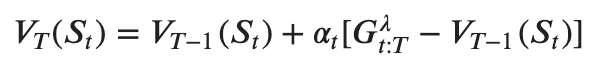 V_T(S_t) = V_{T−1}(S_t) + α_t[G^λ_{t:T} − V_{T−1}(S_t)]